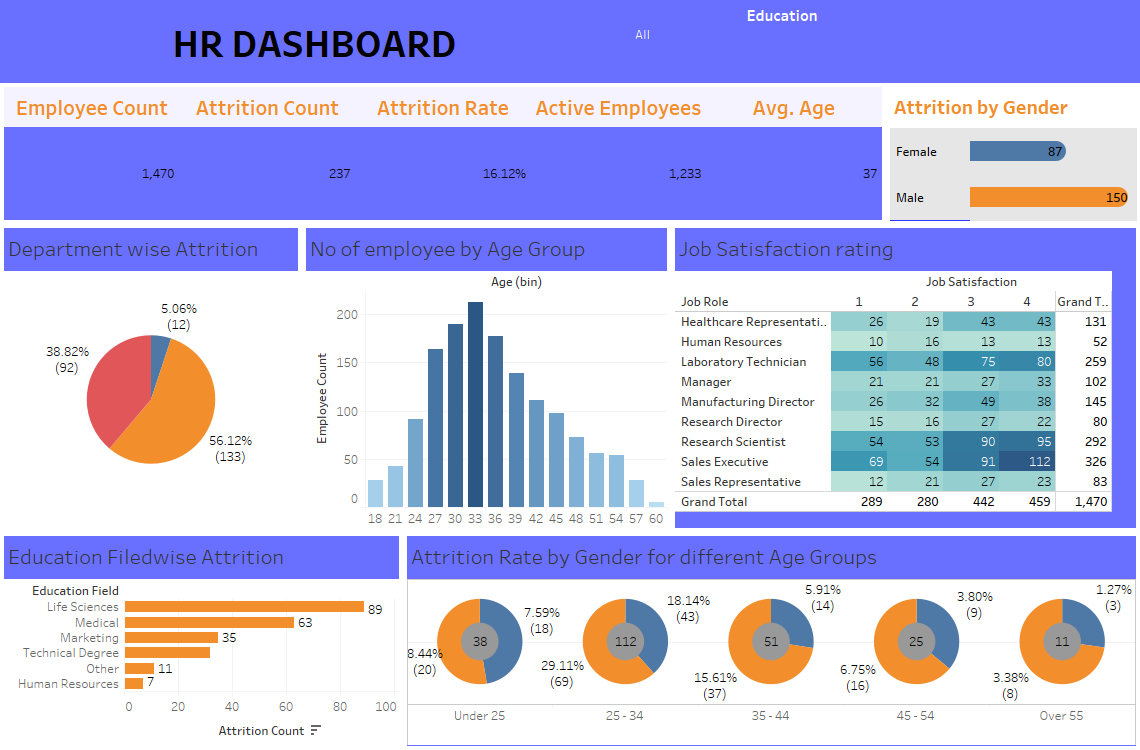 Education
HR DASHBOARD
All
Employee Count Attrition Count Attrition Rate Active Employees Avg. Age
1,470 237 16.12% 1,233 37
Attrition by Gender
Female 87
Male 150
Department wise Attrition
5.06%
(12)
38.82%
(92)
56.12%
(133)
No of employee by Age Group
Age (bin)
Employee Count
200
150
100
50
0
18 21 24 27 30 33 36 39 42 45 48 51 54 57 60
Job Satisfaction rating
Job Satisfaction
Job Role 1 2 3 4 Grand T..
Healthcare Representati.. 26 19 43 43 131
Human Resources 10 16 13 13 52
Laboratory Technician 56 48 75 80 259
Manager 21 21 27 33 102
Manufacturing Director 26 32 49 38 145
Research Director 15 16 27 22 80
Research Scientist 54 53 90 95 292
Sales Executive 69 54 91 112 326
Sales Representative 12 21 27 23 83
Grand Total 289 280 442 459 1,470
Education Filedwise Attrition
Education Field
Life Sciences 89
Medical 63
Marketing 35
Technical Degree
Other 11
Human Resources 7
0 20 40 60 80 100
Attrition Count
Attrition Rate by Gender for different Age Groups
7.59%
(18)
38
8.44%
(20)
18.14%
(43)
112
29.11%
(69)
5.91%
(14)
51
15.61%
(37)
3.80%
(9)
25
6.75%
(16)
1.27%
(3)
11
3.38%
(8)
Under 25 25 - 34 35 - 44 45 - 54 Over 55